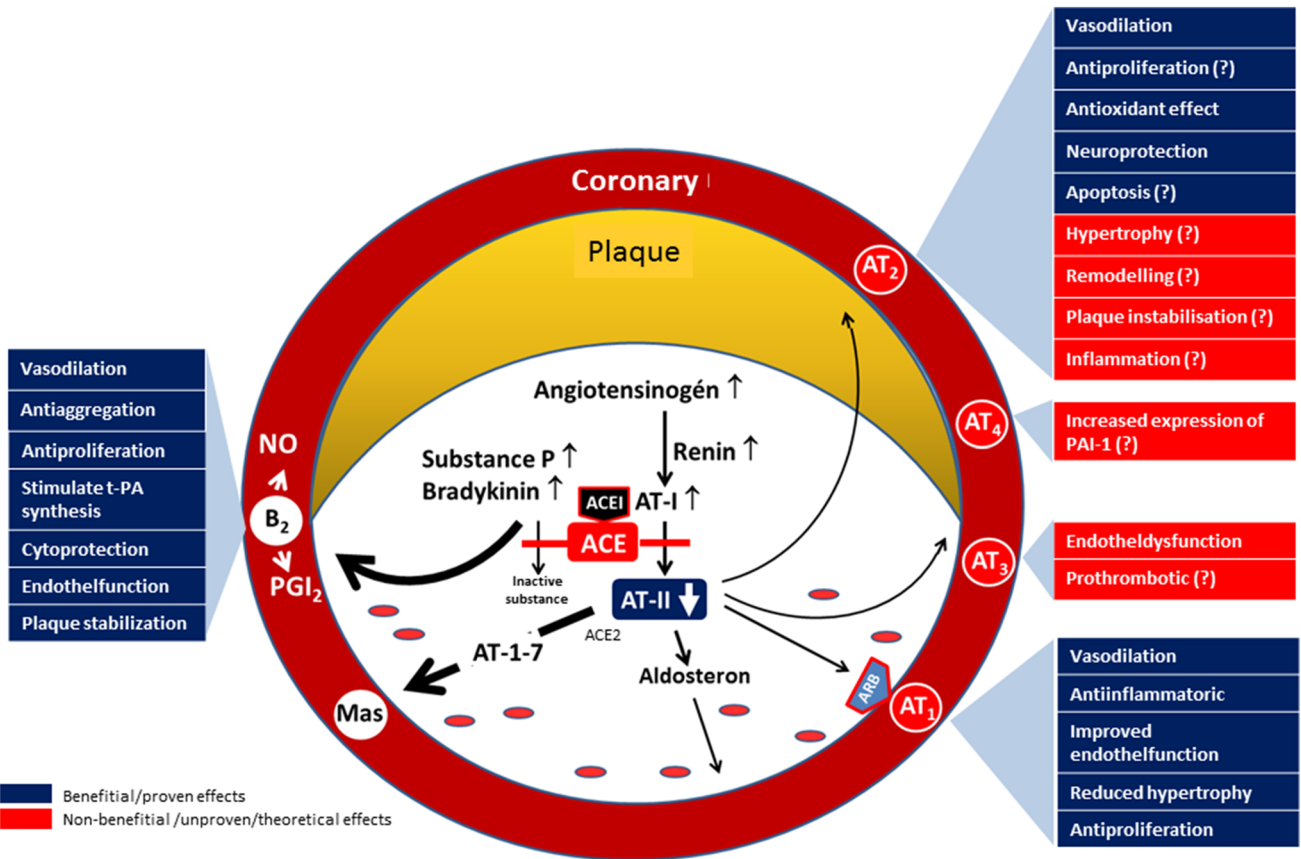 Vasodilation
Antiproliferation (?)
Antioxidant effect
Neuroprotection
Apoptosis (?)
Hypertrophy (?)
Remodelling (?)
Plaque instabilisation (?)
Inflammation (?)
Increased expression of
PAI-1 (?)
Endotheldysfunction
Prothrombotic (?)
Vasodilation
Antiinflammatoric
Improved
endothelfunction
Reduced hypertrophy
Antiproliferation
Coronary
Plaque
AT2
AT4
AT3
AT1
ARB
Angiotensinogén ↑
Renin ↑
Substance P ↑
Bradykinin ↑
ACEI
AT-I ↑
ACE
Inactive
substance
AT-II
ACE2
AT-1-7
Aldosteron
NO
B2
PGI2
Mas
Vasodilation
Antiaggregation
Antiproliferation
Stimulate t-PA
synthesis
Cytoprotection
Endothelfunction
Plaque stabilization
Benefitial/proven effects
Non-benefitial /unproven/theoretical effects